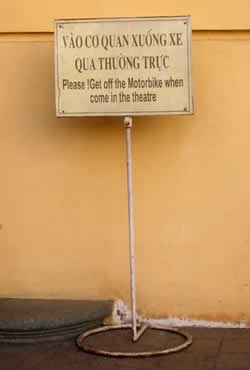 VÀO CƠ QUAN XUỐNG XE
QUA THƯỜNG TRỰC
Please !Get off the Motorbike when
come in the theatre